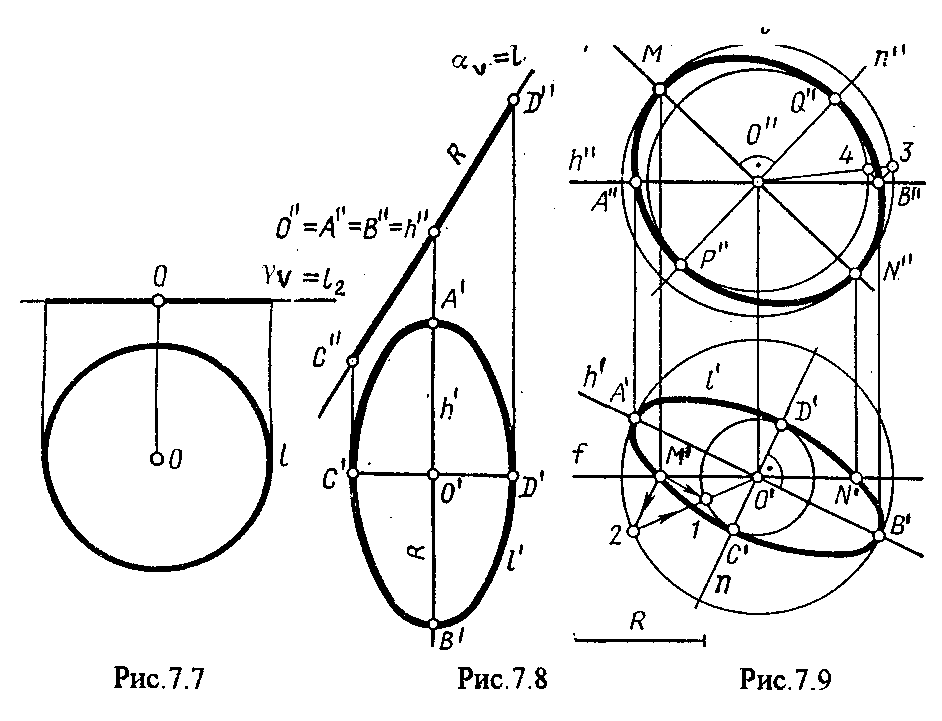 O
γV = l₂
O
l
Рис.7.7
αV = l
D"
R
O"=A"=B"=h"
C"
A'
h'
C'
O'
D'
R
l'
B'
Рис.7.8
M
n"
Q"
O"
4
3
h"
A"
B"
P"
N"
h'
A'
l'
D'
f
M'
O'
N'
2
1
C'
B'
n
R
Рис.7.9